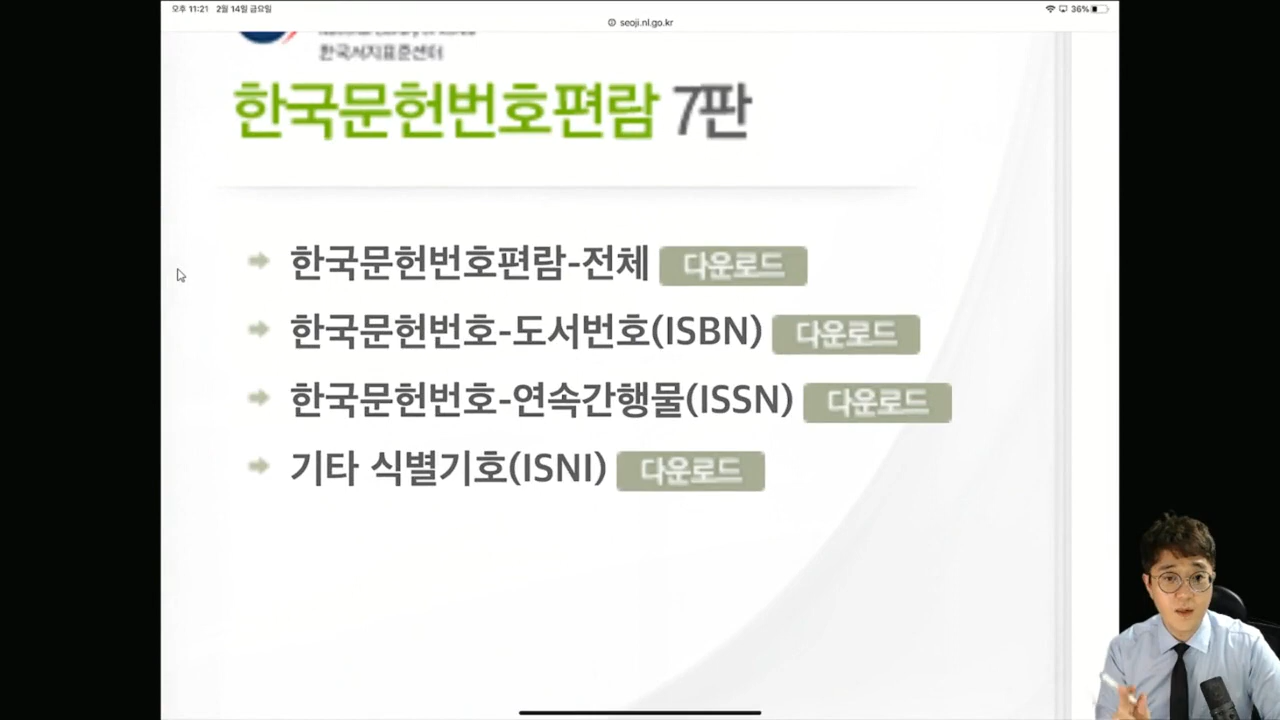 오후 11:21 2월 14일 금요일
36%
seoji.nl.go.kr
National Library of Korea
한국서지표준센터
한국문헌번호편람 7판
한국문헌번호편람-전체 다운로드
한국문헌번호-도서번호(ISBN) 다운로드
한국문헌번호-연속간행물(ISSN) 다운로드
기타 식별기호(ISNI) 다운로드